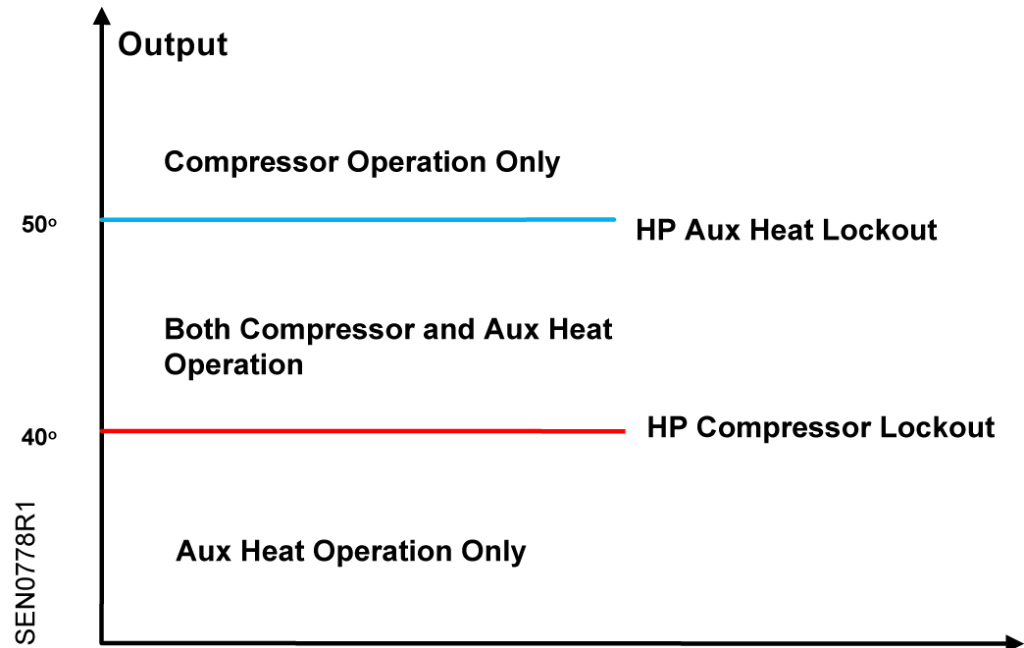 Output
Compressor Operation Only
50°
HP Aux Heat Lockout
Both Compressor and Aux Heat
Operation
40°
HP Compressor Lockout
Aux Heat Operation Only
SEN0778R1